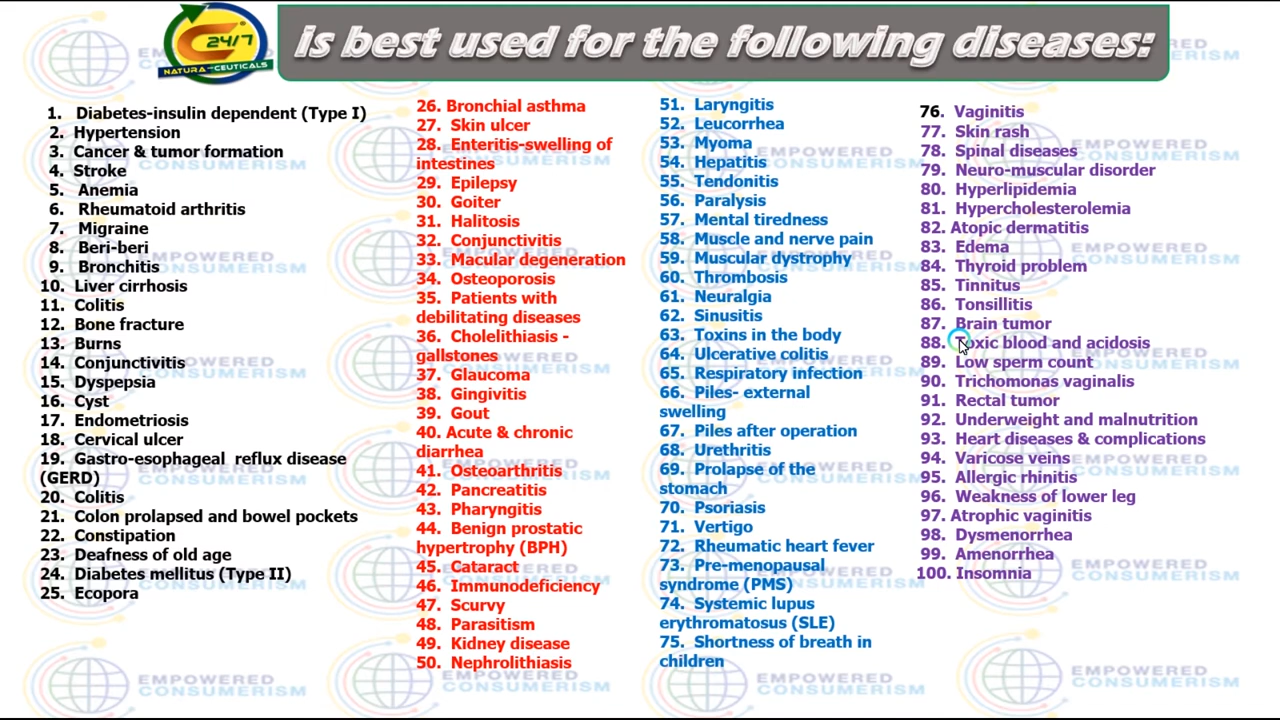 C 24/7
NATURA-CEUTICALS
is best used for the following diseases:
1. Diabetes-insulin dependent (Type I)
2. Hypertension
3. Cancer & tumor formation
4. Stroke
5. Anemia
6. Rheumatoid arthritis
7. Migraine
8. Beri-beri
9. Bronchitis
10. Liver cirrhosis
11. Colitis
12. Bone fracture
13. Burns
14. Conjunctivitis
15. Dyspepsia
16. Cyst
17. Endometriosis
18. Cervical ulcer
19. Gastro-esophageal reflux disease
(GERD)
20. Colitis
21. Colon prolapsed and bowel pockets
22. Constipation
23. Deafness of old age
24. Diabetes mellitus (Type II)
25. Ecopora
26. Bronchial asthma
27. Skin ulcer
28. Enteritis-swelling of
intestines
29. Epilepsy
30. Goiter
31. Halitosis
32. Conjunctivitis
33. Macular degeneration
34. Osteoporosis
35. Patients with
debilitating diseases
36. Cholelithiasis -
gallstones
37. Glaucoma
38. Gingivitis
39. Gout
40. Acute & chronic
diarrhea
41. Osteoarthritis
42. Pancreatitis
43. Pharyngitis
44. Benign prostatic
hypertrophy (BPH)
45. Cataract
46. Immunodeficiency
47. Scurvy
48. Parasitism
49. Kidney disease
50. Nephrolithiasis
51. Laryngitis
52. Leucorrhea
53. Myoma
54. Hepatitis
55. Tendonitis
56. Paralysis
57. Mental tiredness
58. Muscle and nerve pain
59. Muscular dystrophy
60. Thrombosis
61. Neuralgia
62. Sinusitis
63. Toxins in the body
64. Ulcerative colitis
65. Respiratory infection
66. Piles- external
swelling
67. Piles after operation
68. Urethritis
69. Prolapse of the
stomach
70. Psoriasis
71. Vertigo
72. Rheumatic heart fever
73. Pre-menopausal
syndrome (PMS)
74. Systemic lupus
erythromatosus (SLE)
75. Shortness of breath in
children
76. Vaginitis
77. Skin rash
78. Spinal diseases
79. Neuro-muscular disorder
80. Hyperlipidemia
81. Hypercholesterolemia
82. Atopic dermatitis
83. Edema
84. Thyroid problem
85. Tinnitus
86. Tonsillitis
87. Brain tumor
88. Toxic blood and acidosis
89. Low sperm count
90. Trichomonas vaginalis
91. Rectal tumor
92. Underweight and malnutrition
93. Heart diseases & complications
94. Varicose veins
95. Allergic rhinitis
96. Weakness of lower leg
97. Atrophic vaginitis
98. Dysmenorrhea
99. Amenorrhea
100. Insomnia
EMPOWERED
CONSUMERISM